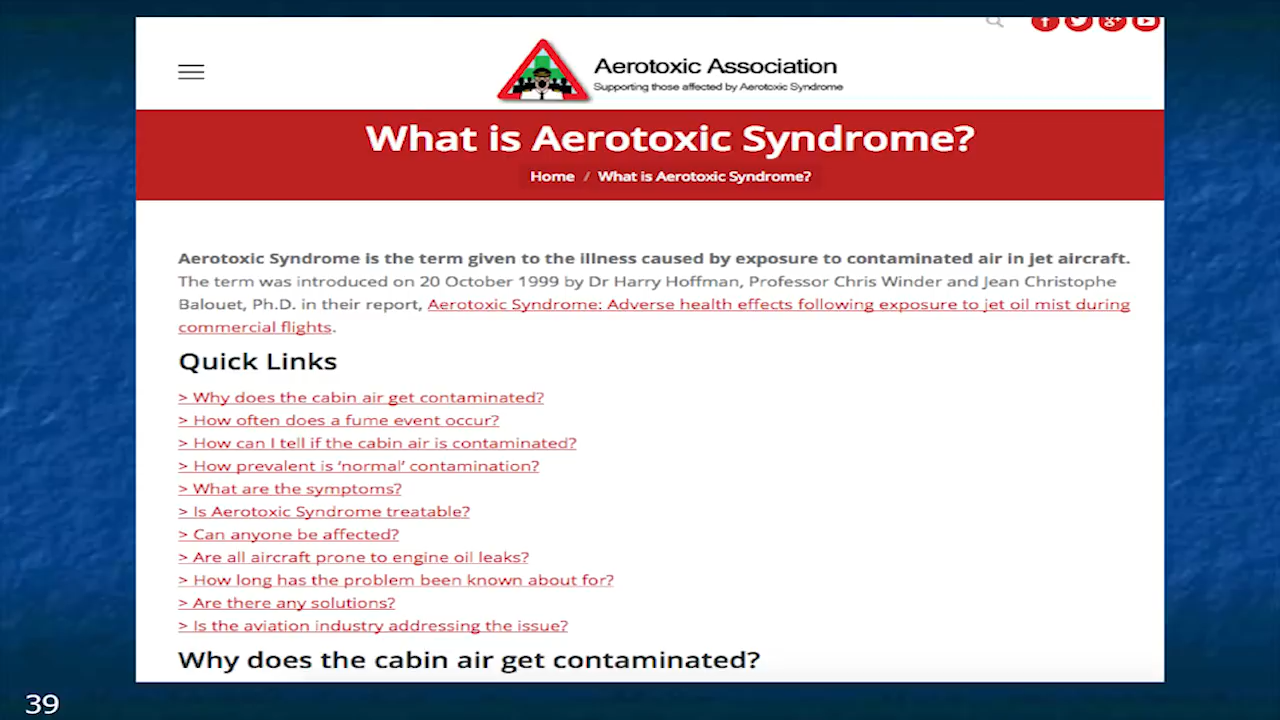 Aerotoxic Association
Supporting those affected by Aerotoxic Syndrome
What is Aerotoxic Syndrome?
Home / What is Aerotoxic Syndrome?
Aerotoxic Syndrome is the term given to the illness caused by exposure to contaminated air in jet aircraft.
The term was introduced on 20 October 1999 by Dr Harry Hoffman, Professor Chris Winder and Jean Christophe
Balouet, Ph.D. in their report, Aerotoxic Syndrome: Adverse health effects following exposure to jet oil mist during
commercial flights.
Quick Links
> Why does the cabin air get contaminated?
> How often does a fume event occur?
> How can I tell if the cabin air is contaminated?
> How prevalent is ‘normal’ contamination?
> What are the symptoms?
> Is Aerotoxic Syndrome treatable?
> Can anyone be affected?
> Are all aircraft prone to engine oil leaks?
> How long has the problem been known about for?
> Are there any solutions?
> Is the aviation industry addressing the issue?
Why does the cabin air get contaminated?
39